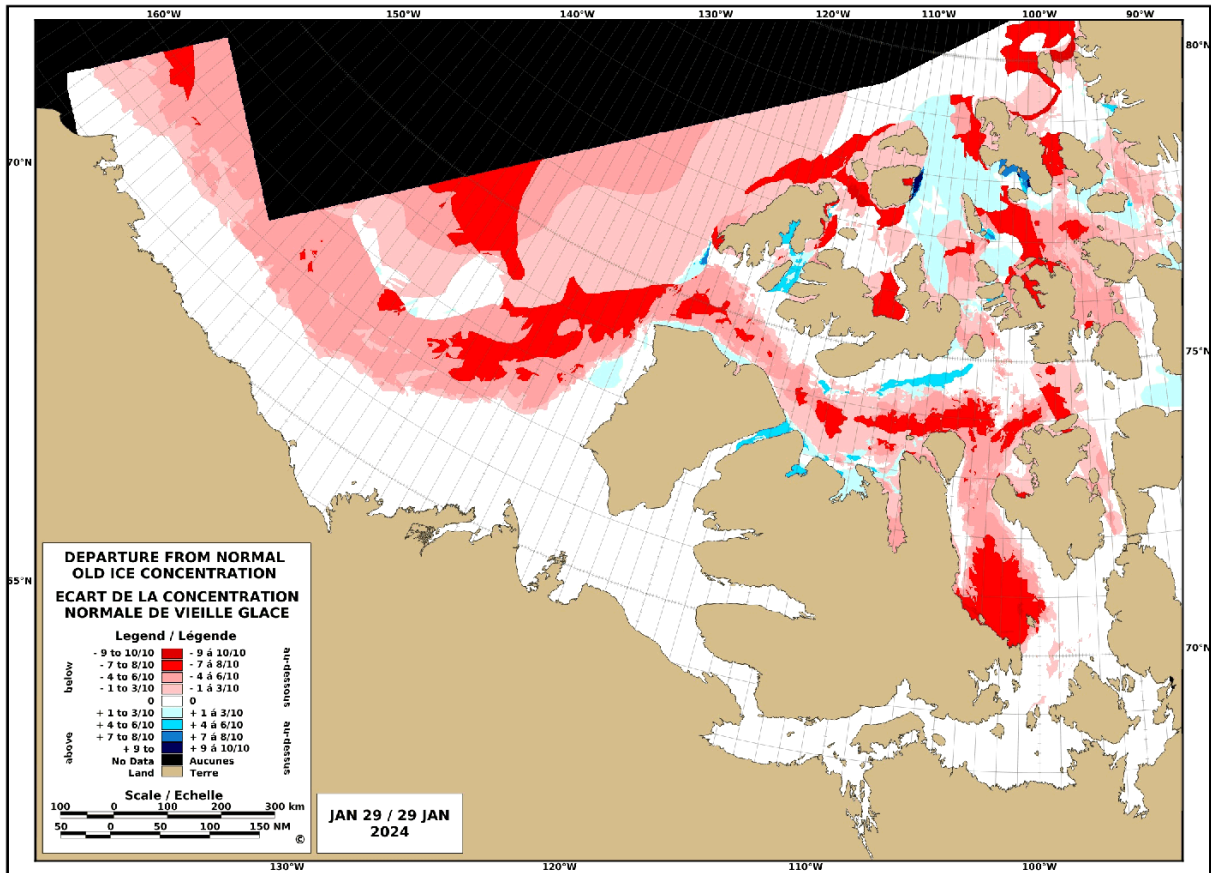 160°W 150°W 140°W 130°W 120°W 110°W 100°W 90°W
80°N
70°N
75°N
65°N
70°N
DEPARTURE FROM NORMAL
OLD ICE CONCENTRATION
ECART DE LA CONCENTRATION
NORMALE DE VIEILLE GLACE
Legend / Légende
below
au-dessous
- 9 to 10/10 - 9 á 10/10
- 7 to 8/10 - 7 á 8/10
- 4 to 6/10 - 4 á 6/10
- 1 to 3/10 - 1 á 3/10
0 0
above
au-dessus
+ 1 to 3/10 + 1 á 3/10
+ 4 to 6/10 + 4 á 6/10
+ 7 to 8/10 + 7 á 8/10
+ 9 to + 9 á 10/10
No Data Aucunes
Land Terre
Scale / Echelle
100 0 100 200 300 km
50 0 50 100 150 NM
©
JAN 29 / 29 JAN
2024
130°W 120°W 110°W 100°W